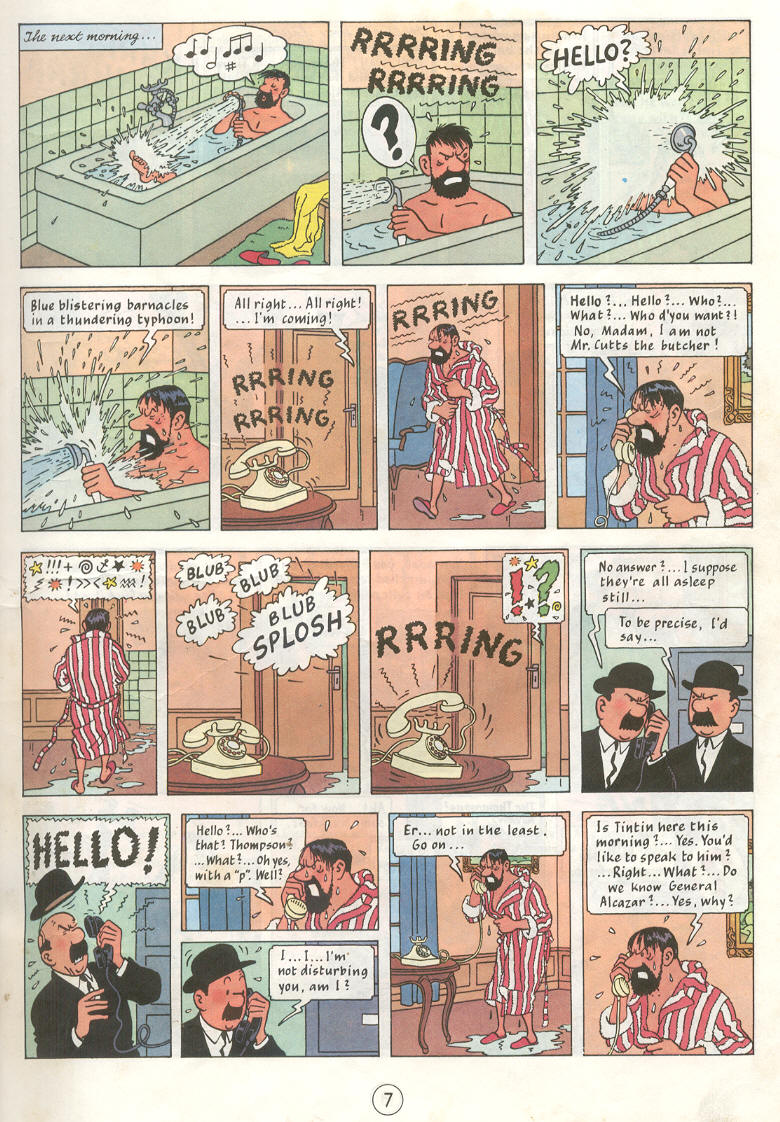 The next morning...
RRRRING
RRRRING
?
HELLO?
Blue blistering barnacles
in a thundering typhoon!
All right... All right!
...I'm coming!
RRRING
RRRING
RRRING
Hello?... Hello?... Who?...
What?... Who d'you want?!
No, Madam, I am not
Mr. Cutts the butcher!
!!!+
!>><
!
BLUB
BLUB
BLUB
BLUB
SPLOSH
RRRING
!?
No answer?... I suppose
they're all asleep
still...
To be precise, I'd
say...
HELLO!
Hello?... Who's
that? Thompson?
...What?... Oh yes,
with a "p". Well?
I...I...I'm
not disturbing
you, am I?
Er... not in the least.
Go on...
Is Tintin here this
morning?... Yes. You'd
like to speak to him?
...Right... What?... Do
we know General
Alcazar?... Yes, why?
7